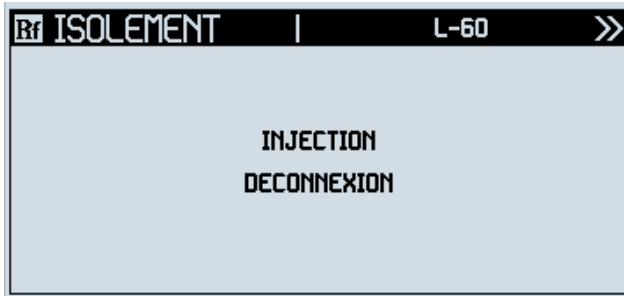 Rf ISOLEMENT | L-60 >>
INJECTION
DECONNEXION